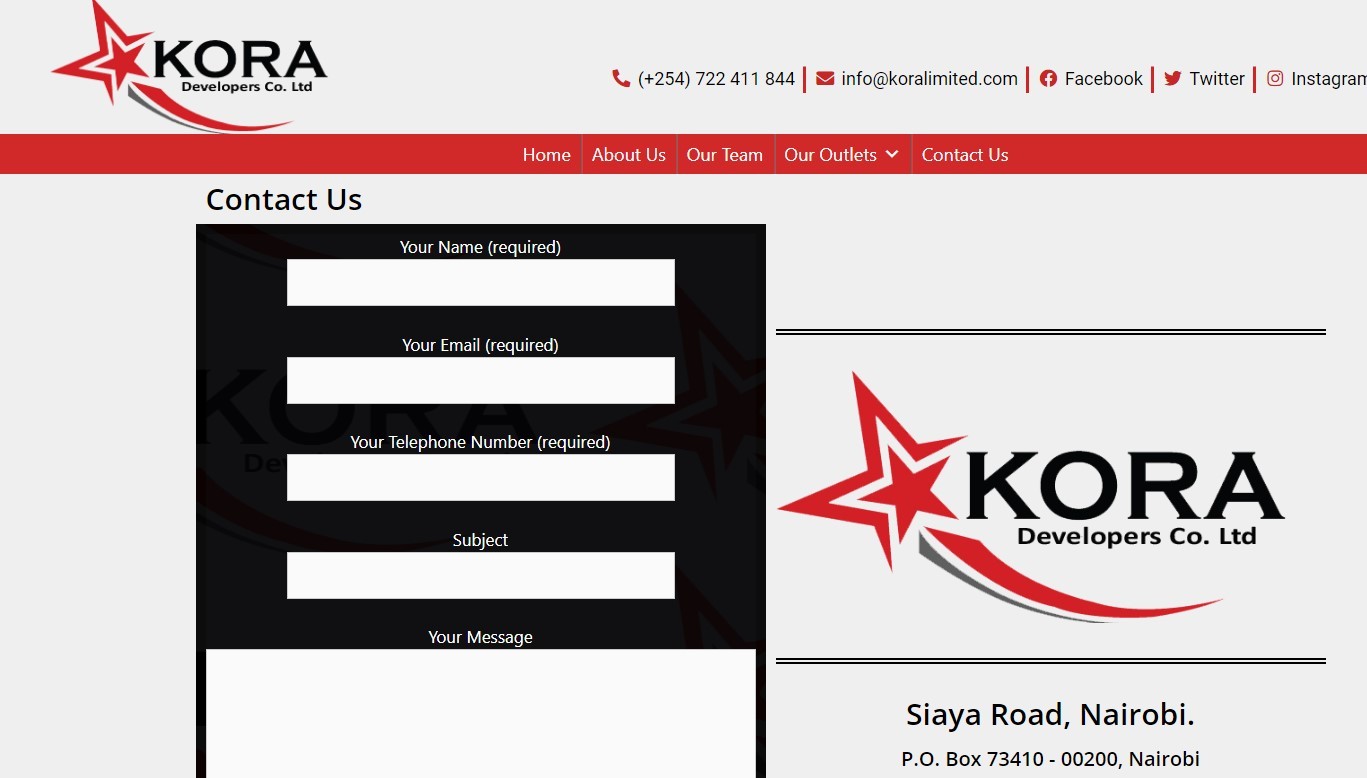 KORA
Developers Co. Ltd
(+254) 722 411 844
info@koralimited.com
Facebook
Twitter
Instagram
Home
About Us
Our Team
Our Outlets
Contact Us
Contact Us
Your Name (required)
Your Email (required)
Your Telephone Number (required)
Subject
Your Message
KORA
De
KORA
Developers Co. Ltd
Siaya Road, Nairobi.
P.O. Box 73410 - 00200, Nairobi